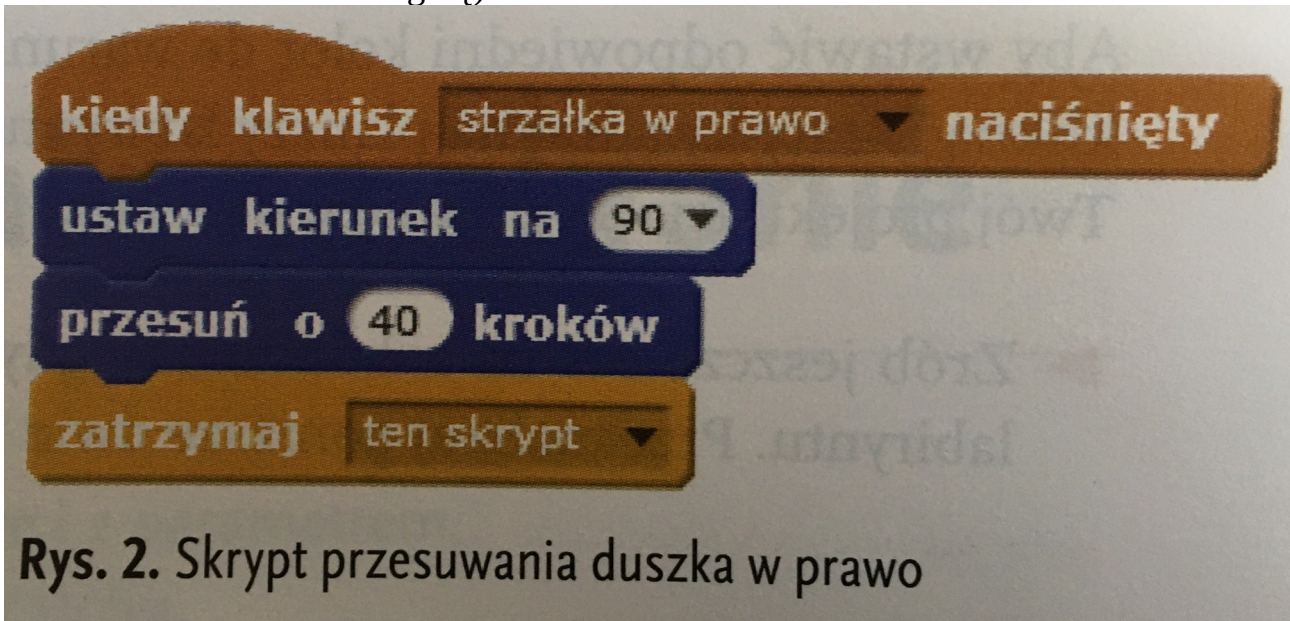 kiedy klawisz strzałka w prawo naciśnięty
ustaw kierunek na 90
przesuń o 40 kroków
zatrzymaj ten skrypt
Rys. 2. Skrypt przesuwania duszka w prawo